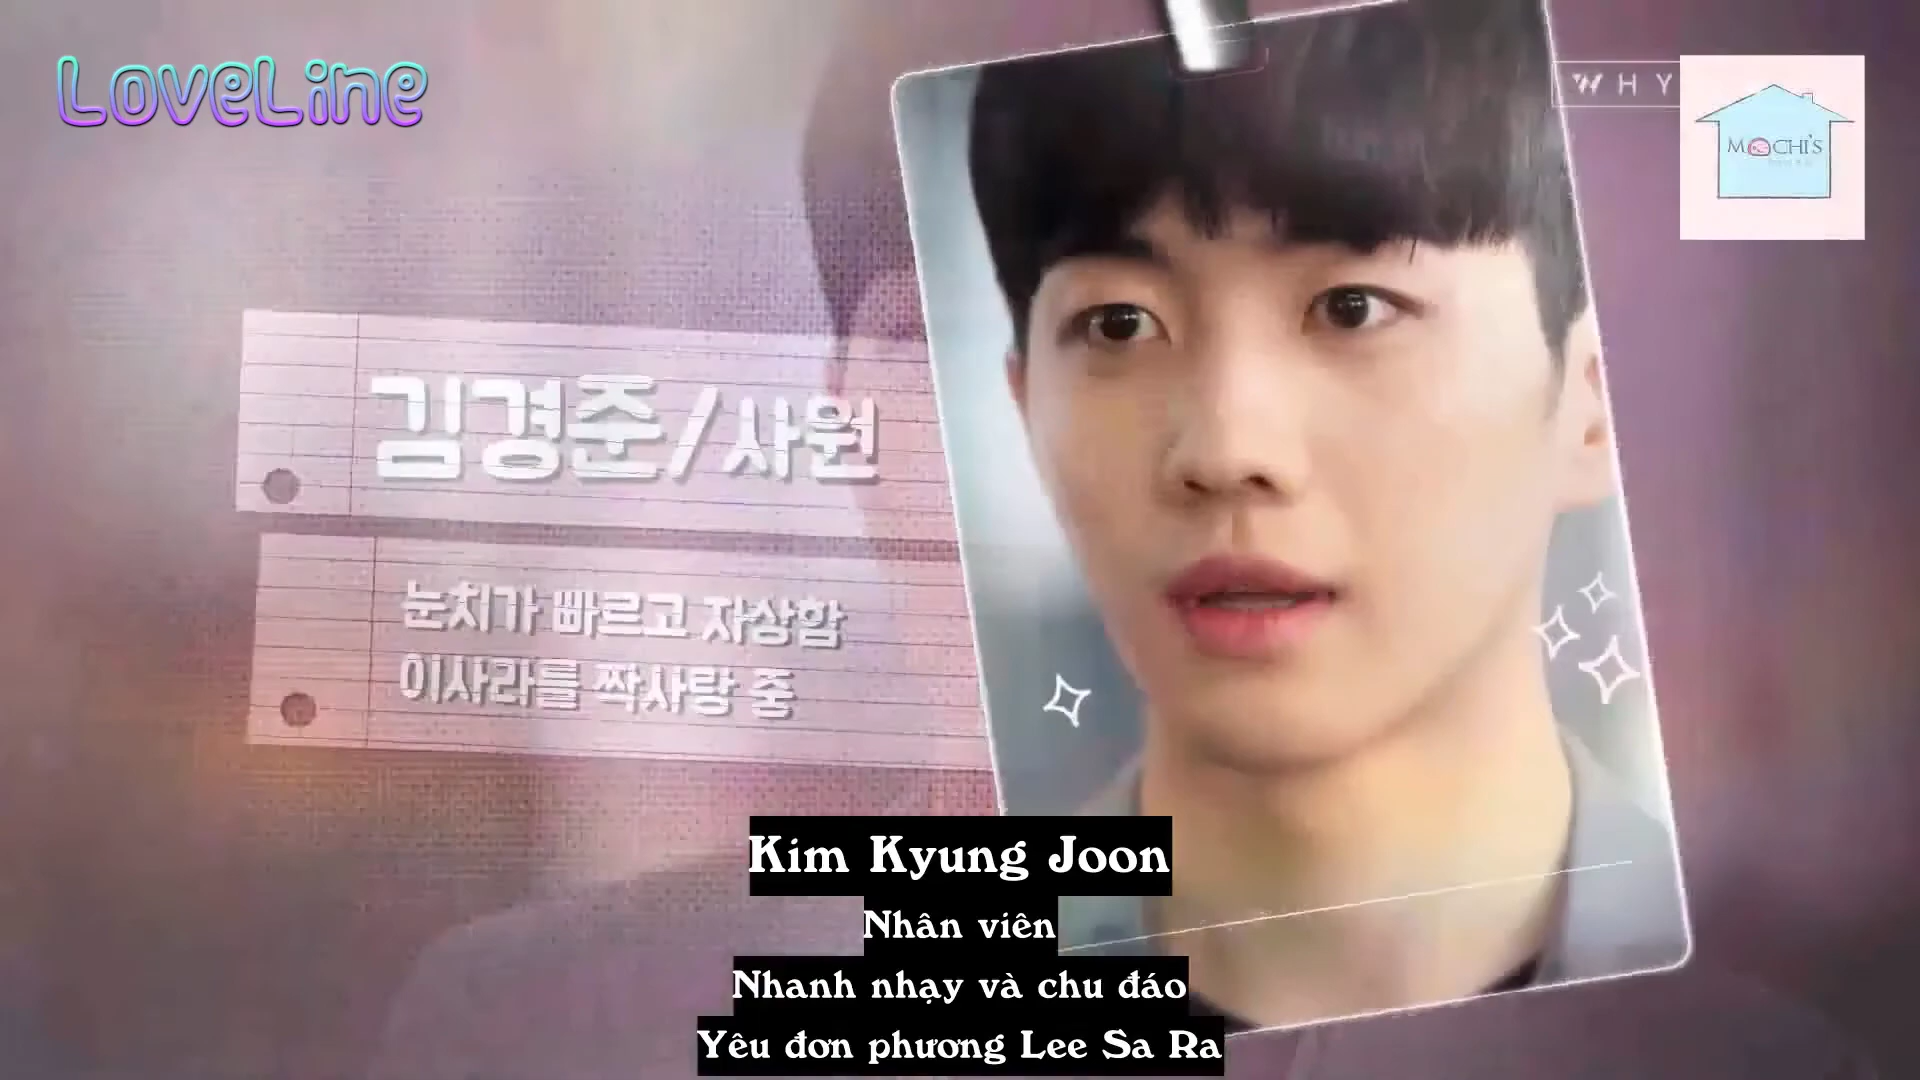 LoveLine
WHY
MOCHI'S
김경준/사원
눈치가 빠르고 자상함
이사라를 짝사랑 중
Kim Kyung Joon
Nhân viên
Nhanh nhạy và chu đáo
Yêu đơn phương Lee Sa Ra